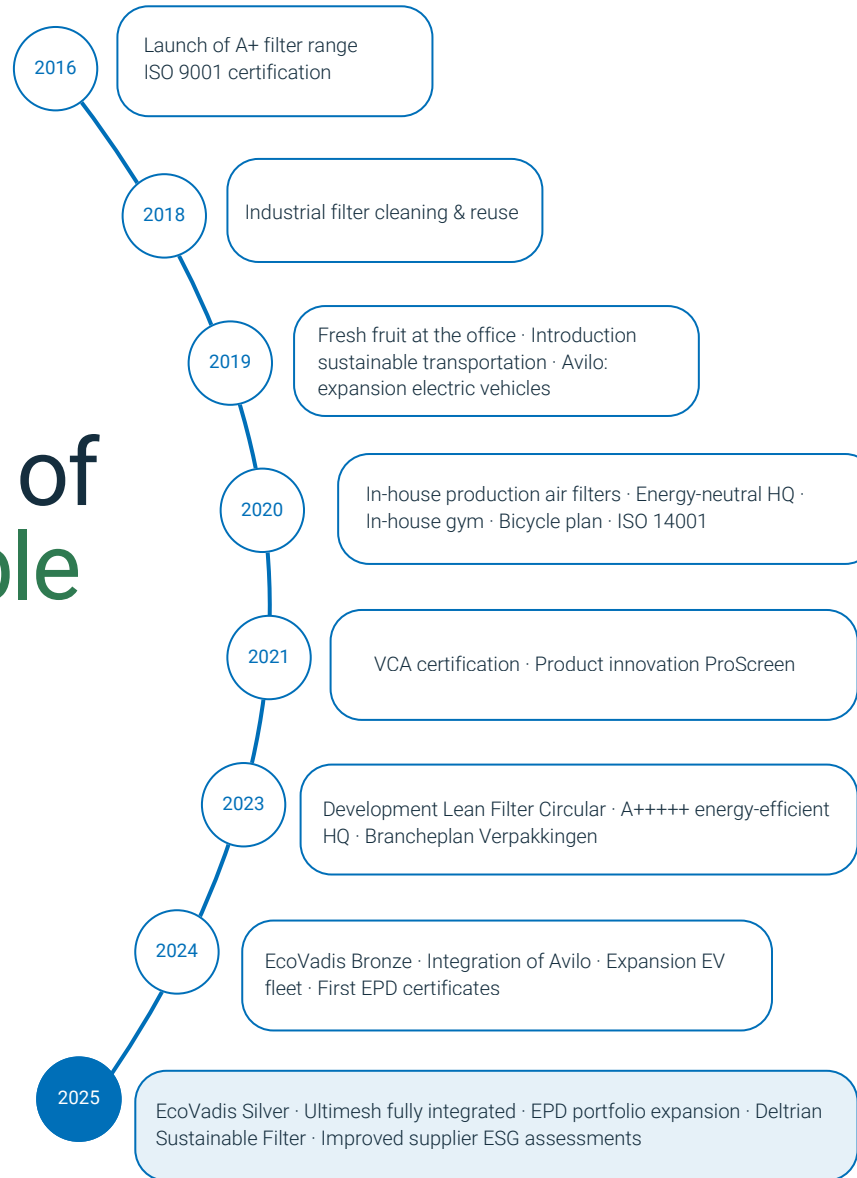 2016
Launch of A+ filter range
ISO 9001 certification
2018
Industrial filter cleaning & reuse
2019
Fresh fruit at the office · Introduction
sustainable transportation · Avilo:
expansion electric vehicles
of
ple
2020
In-house production air filters · Energy-neutral HQ ·
In-house gym · Bicycle plan · ISO 14001
2021
VCA certification · Product innovation ProScreen
2023
Development Lean Filter Circular · A+++++ energy-efficient
HQ · Brancheplan Verpakkingen
2024
EcoVadis Bronze · Integration of Avilo · Expansion EV
fleet · First EPD certificates
2025
EcoVadis Silver · Ultimesh fully integrated · EPD portfolio expansion · Deltrian
Sustainable Filter · Improved supplier ESG assessments